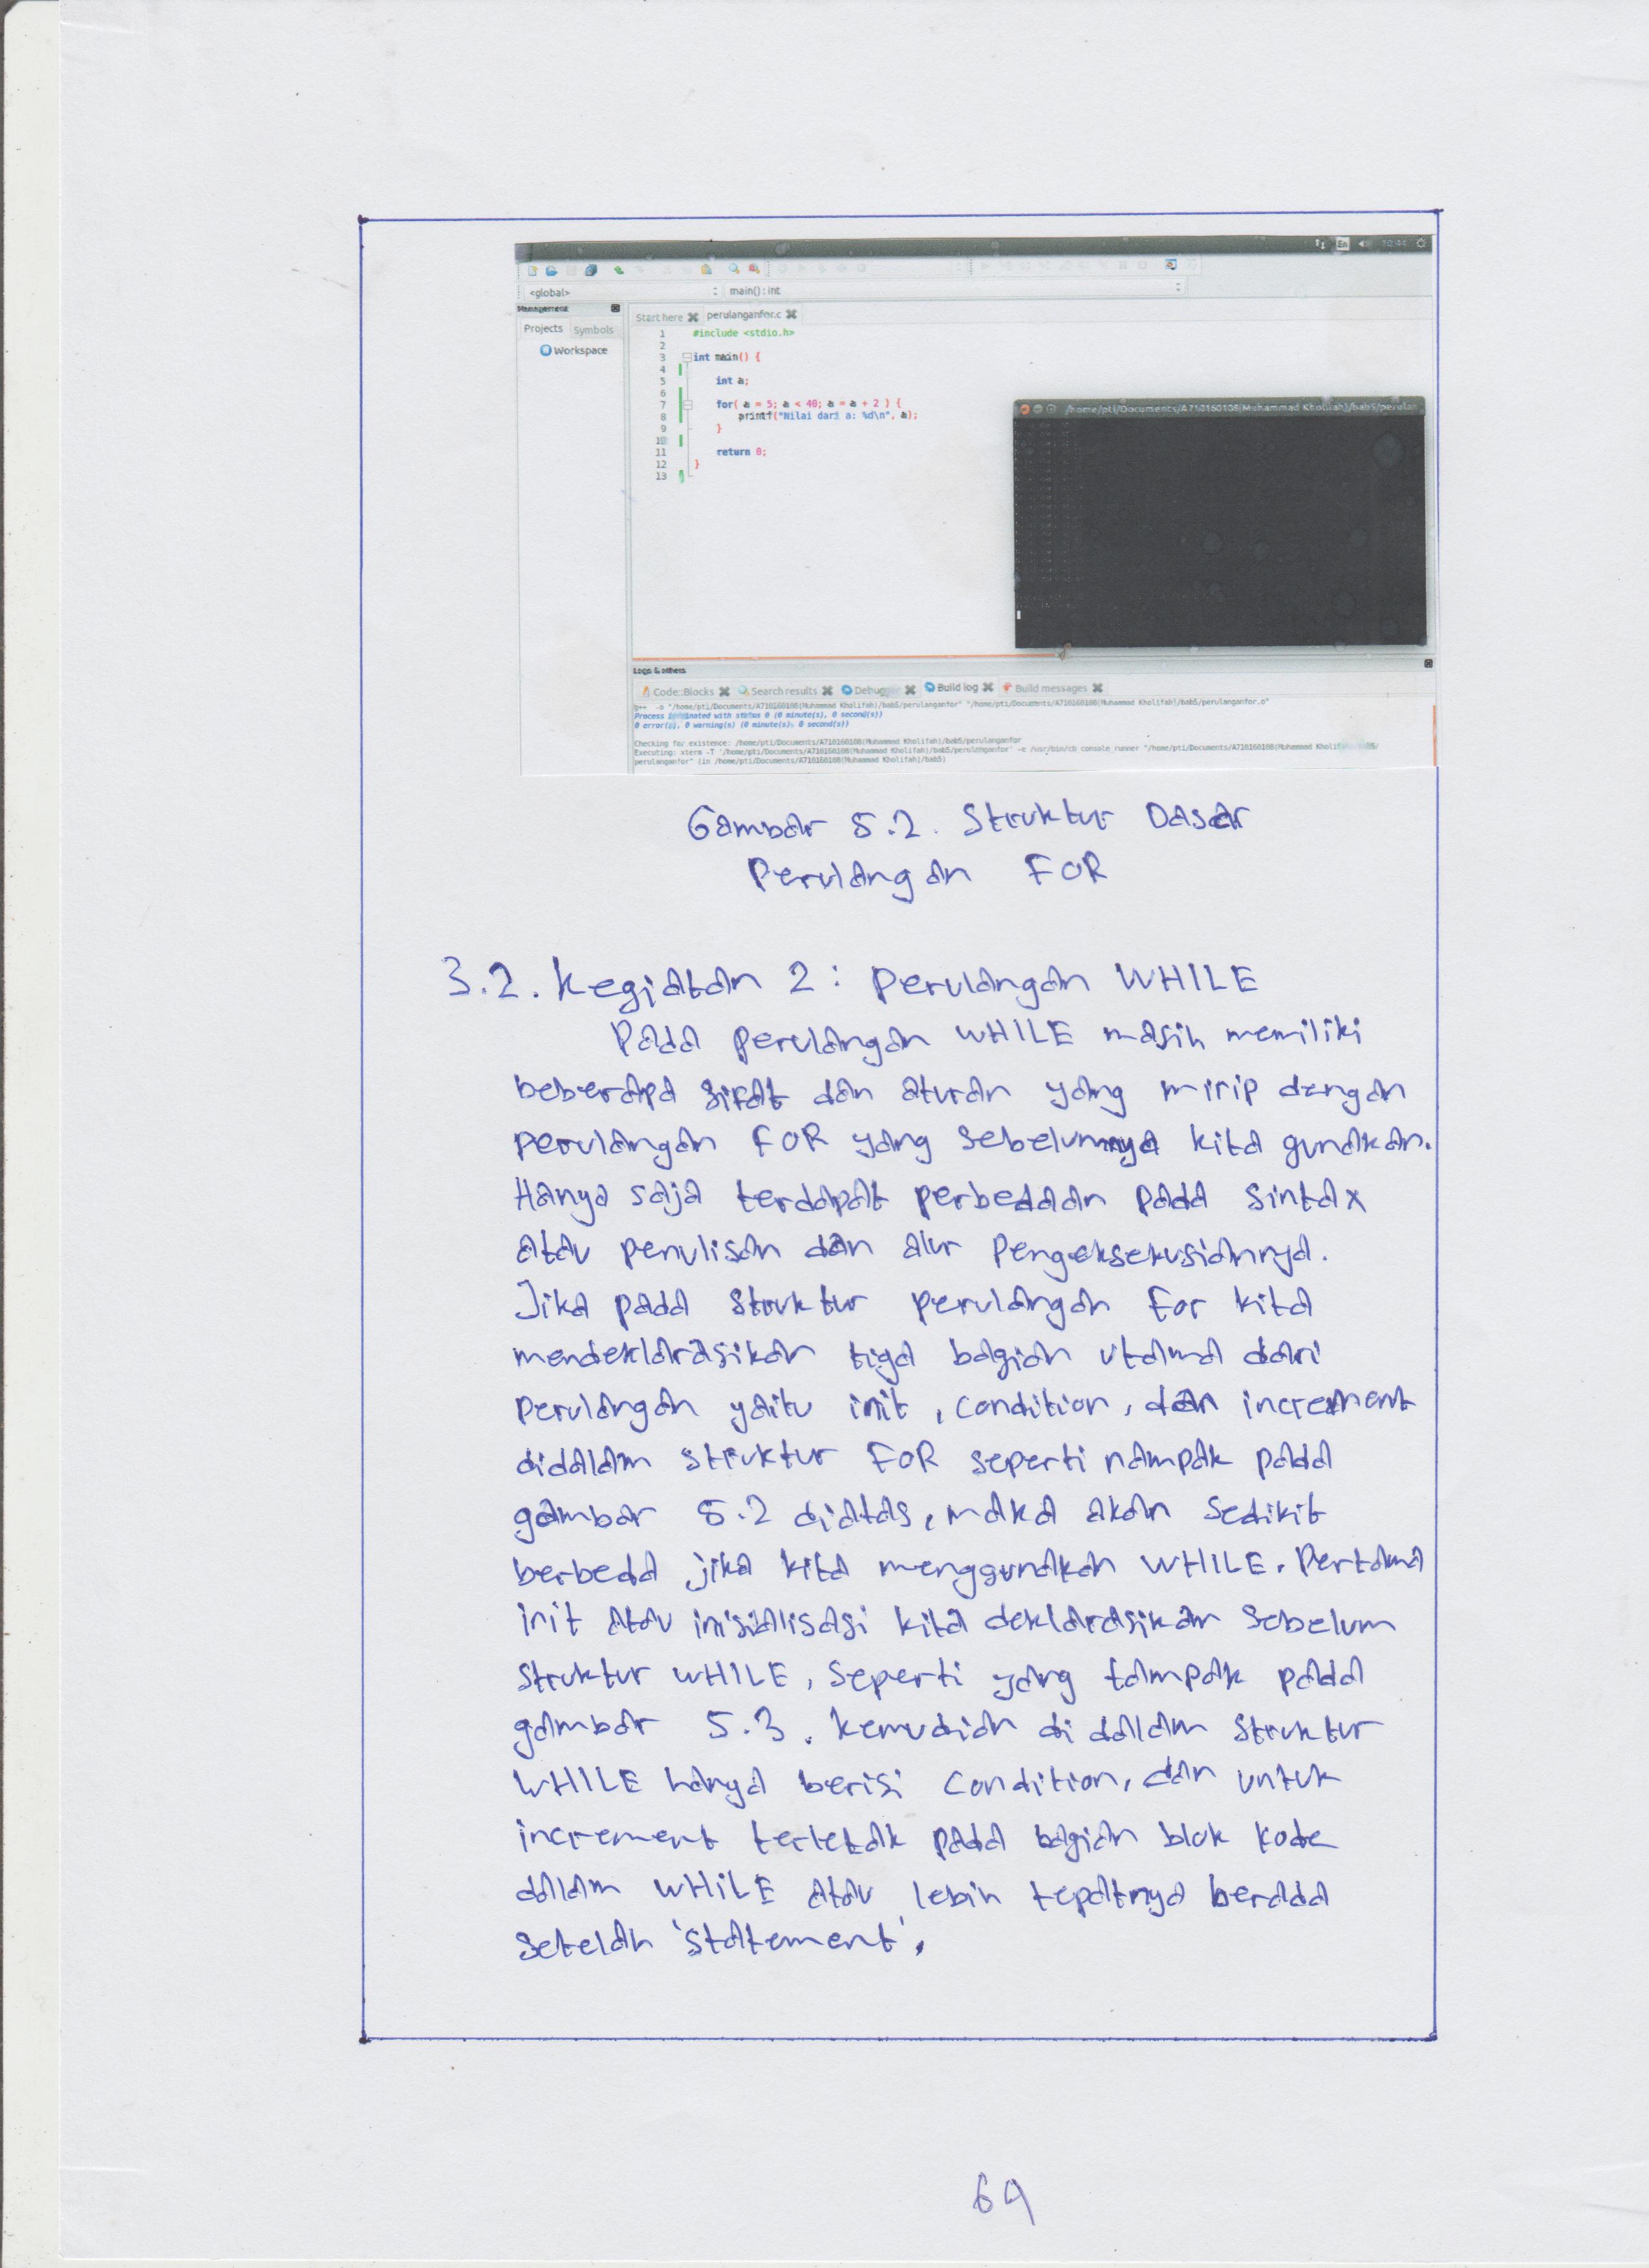 En 10:44
<global>
main() : int
Management
Projects Symbols
Workspace
Start here perulanganfor.c
1 #include <stdio.h>
2
3 int main() {
4
5 int a;
6
7 for( a = 5; a < 40; a = a + 2 ) {
8 printf("Nilai dari a: %d\n", a);
9 }
10
11 return 0;
12 }
13
/home/pti/Documents/A710160108(Muhammad Kholifah)/bab5/perulan
Logs & others
Code::Blocks Search results Debugger Build log Build messages
g++ -o "/home/pti/Documents/A710160108(Muhammad Kholifah)/bab5/perulanganfor" "/home/pti/Documents/A710160108(Muhammad Kholifah)/bab5/perulanganfor.o"
Process terminated with status 0 (0 minute(s), 0 second(s))
0 error(s), 0 warning(s) (0 minute(s), 0 second(s))
Checking for existence: /home/pti/Documents/A710160108(Muhammad Kholifah)/bab5/perulanganfor
Executing: xterm -T '/home/pti/Documents/A710160108(Muhammad Kholifah)/bab5/perulanganfor' -e /usr/bin/cb_console_runner "/home/pti/Documents/A710160108(Muhammad Kholifah)/bab5/
perulanganfor" (in /home/pti/Documents/A710160108(Muhammad Kholifah)/bab5)
Gambar 5.2. Struktur Dasar
Perulangan FOR
3.2. Kegiatan 2 : Perulangan WHILE
Pada perulangan WHILE masih memiliki
beberapa sifat dan aturan yang mirip dengan
perulangan FOR yang sebelumnya kita gunakan.
Hanya saja terdapat perbedaan pada sintax
atau penulisan dan alur Pengeksekusiannya.
Jika pada struktur perulangan for kita
mendeklarasikan tiga bagian utama dari
perulangan yaitu init, condition, dan increment
didalam struktur FOR seperti nampak pada
gambar 5.2 diatas, maka akan sedikit
berbeda jika kita menggunakan WHILE. Pertama
init atau inisialisasi kita deklarasikan sebelum
struktur WHILE, seperti yang tampak pada
gambar 5.3. kemudian di dalam struktur
WHILE hanya berisi condition, dan untuk
increment terletak pada bagian blok kode
dalam WHILE atau lebih tepatnya berada
setelah 'statement'.
69